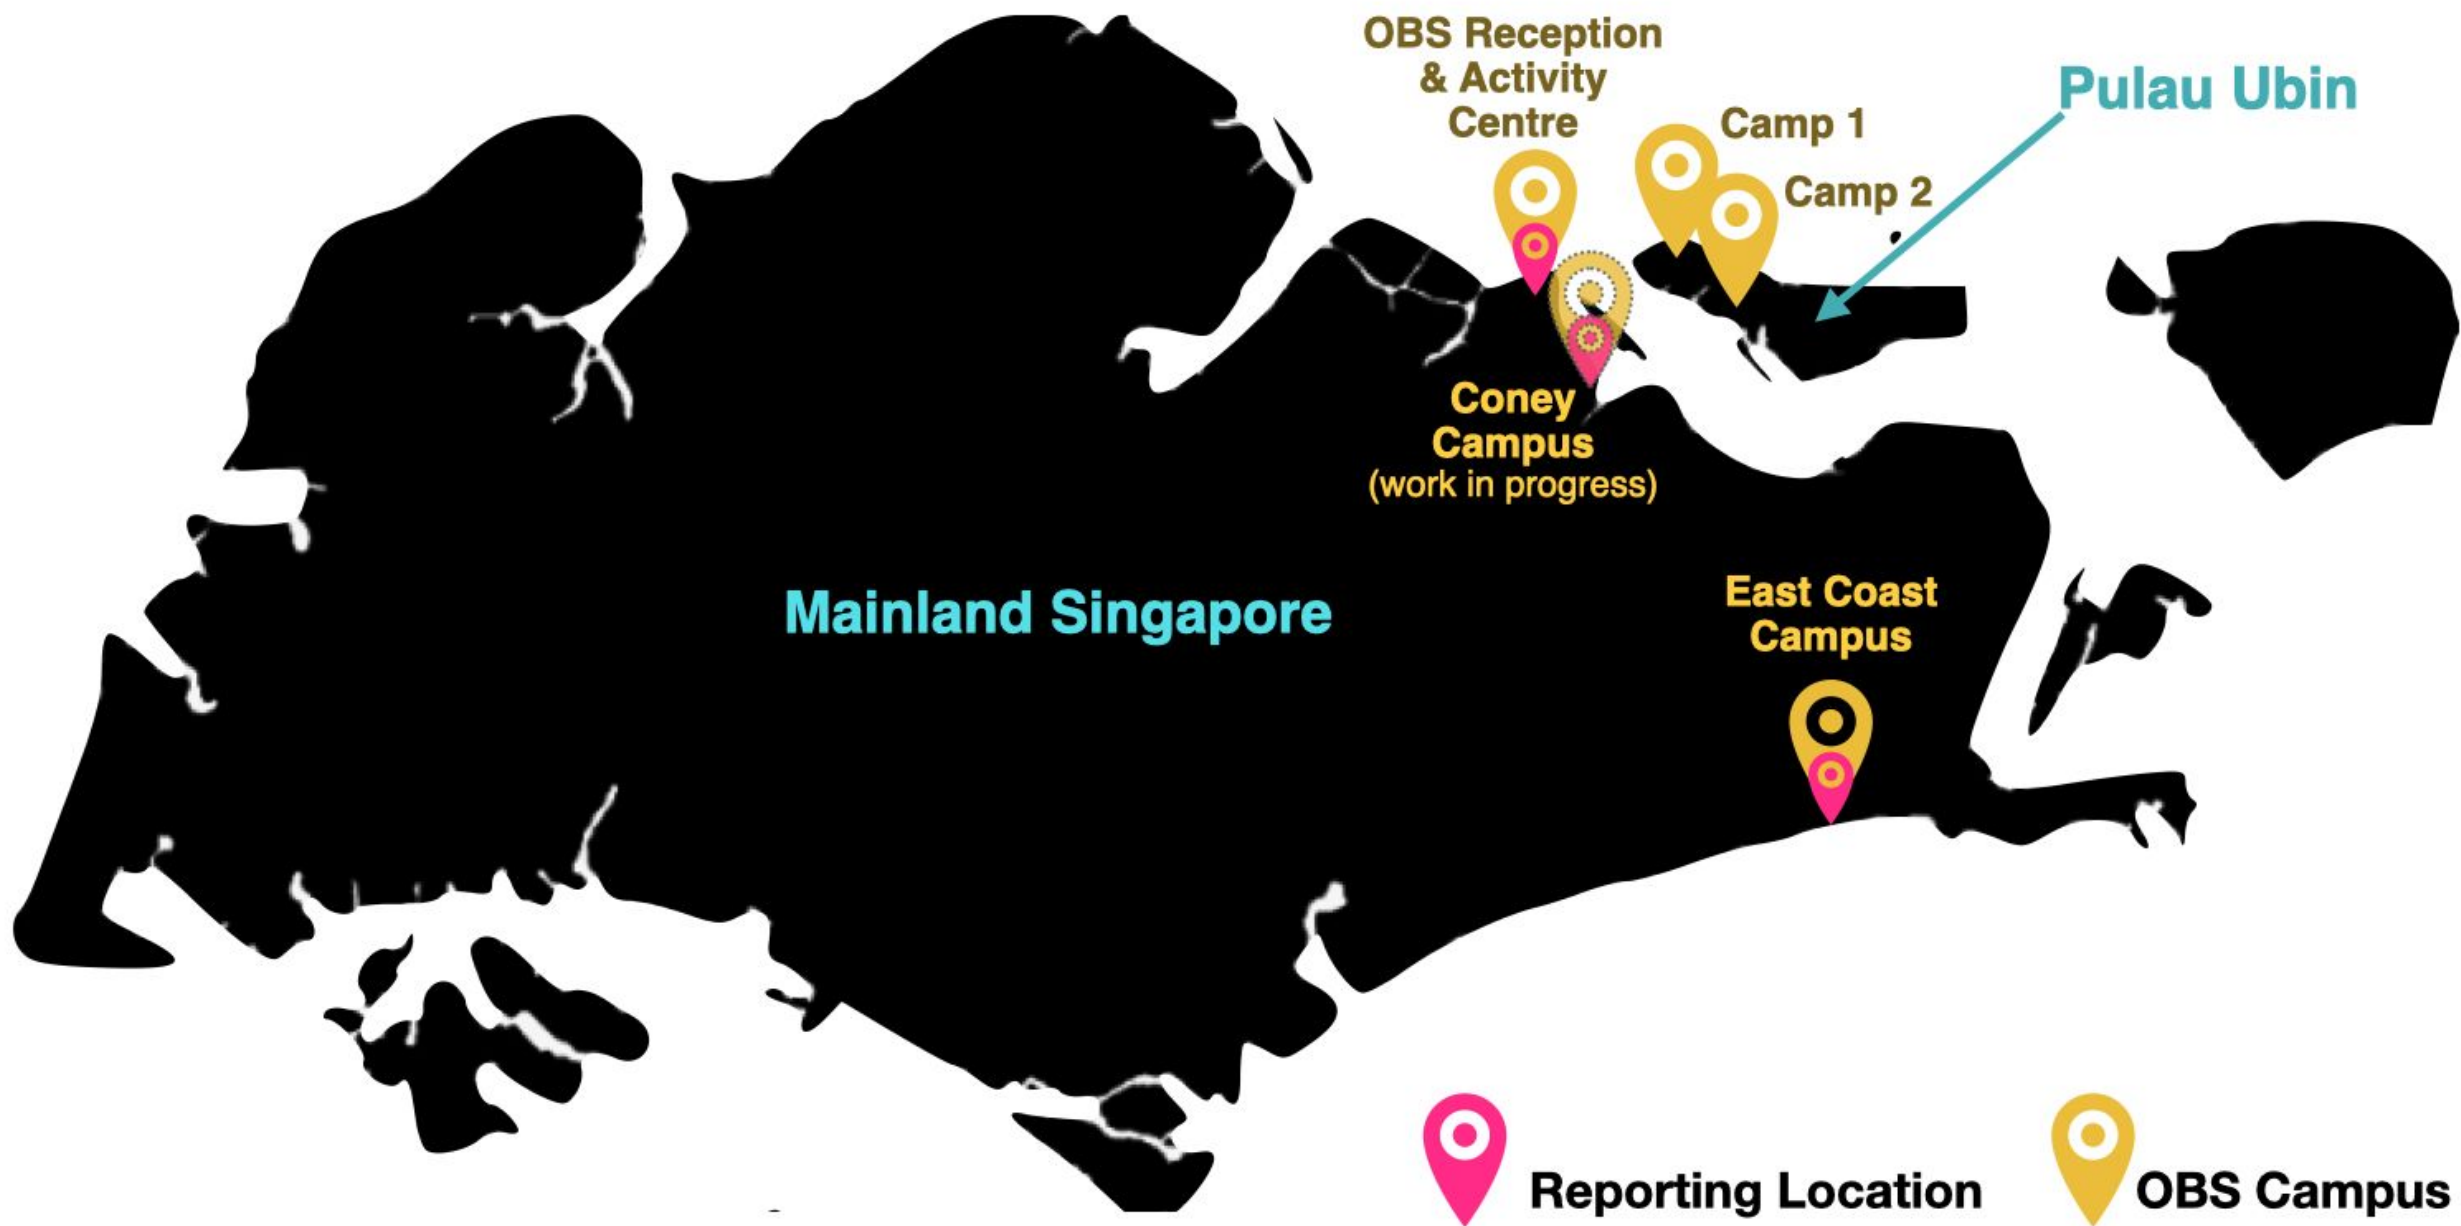 OBS Reception
& Activity
Centre
Camp 1
Camp 2
Pulau Ubin
Coney
Campus
(work in progress)
Mainland Singapore
East Coast
Campus
Reporting Location
OBS Campus